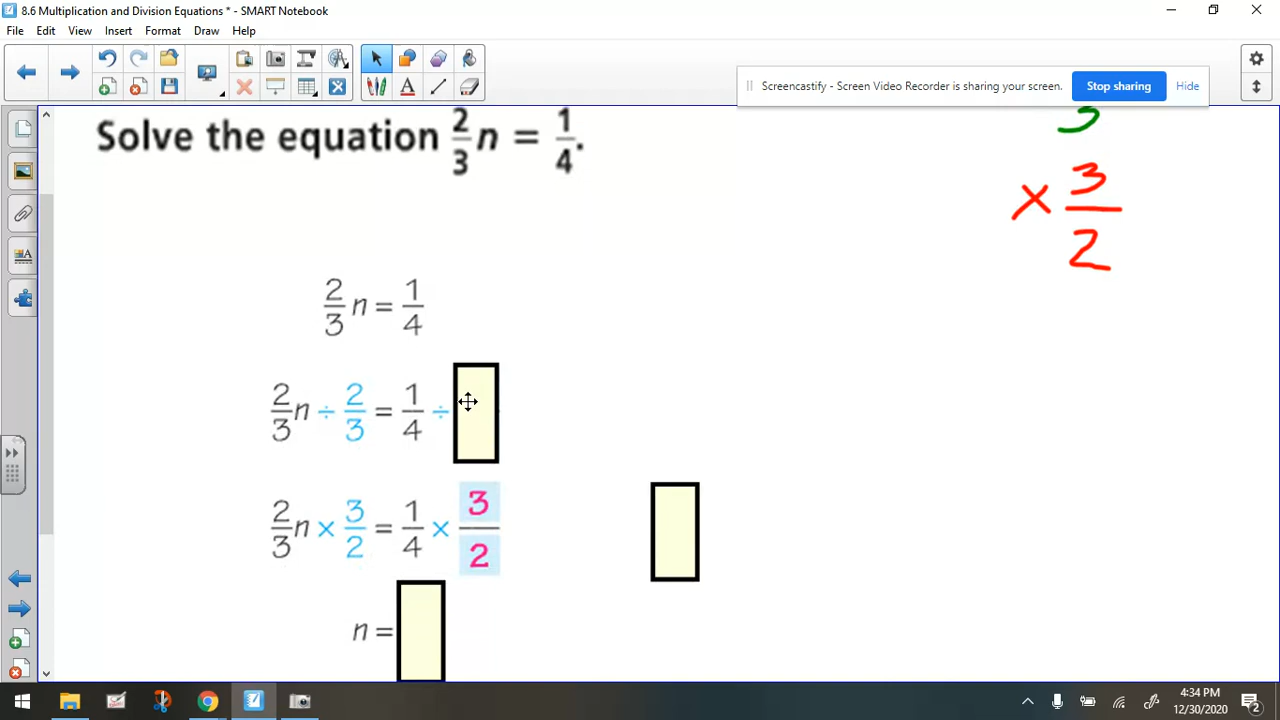 8.6 Multiplication and Division Equations * - SMART Notebook
File Edit View Insert Format Draw Help
Screencastify - Screen Video Recorder is sharing your screen. Stop sharing Hide
Solve the equation 2/3 n = 1/4.
× 3/2
2/3 n = 1/4
2/3 n ÷ 2/3 = 1/4 ÷
2/3 n × 3/2 = 1/4 × 3/2
n =
4:34 PM
12/30/2020
2